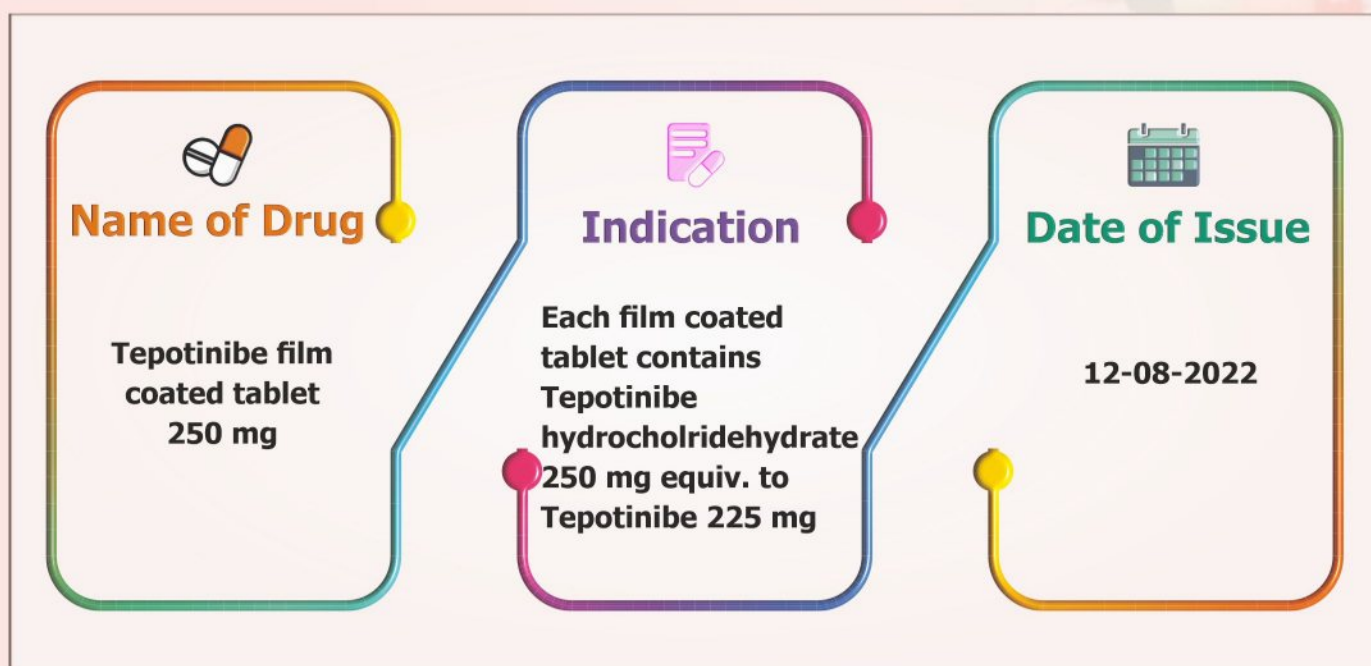 Name of Drug
Tepotinibe film
coated tablet
250 mg
Indication
Each film coated
tablet contains
Tepotinibe
hydrocholridehydrate
250 mg equiv. to
Tepotinibe 225 mg
Date of Issue
12-08-2022